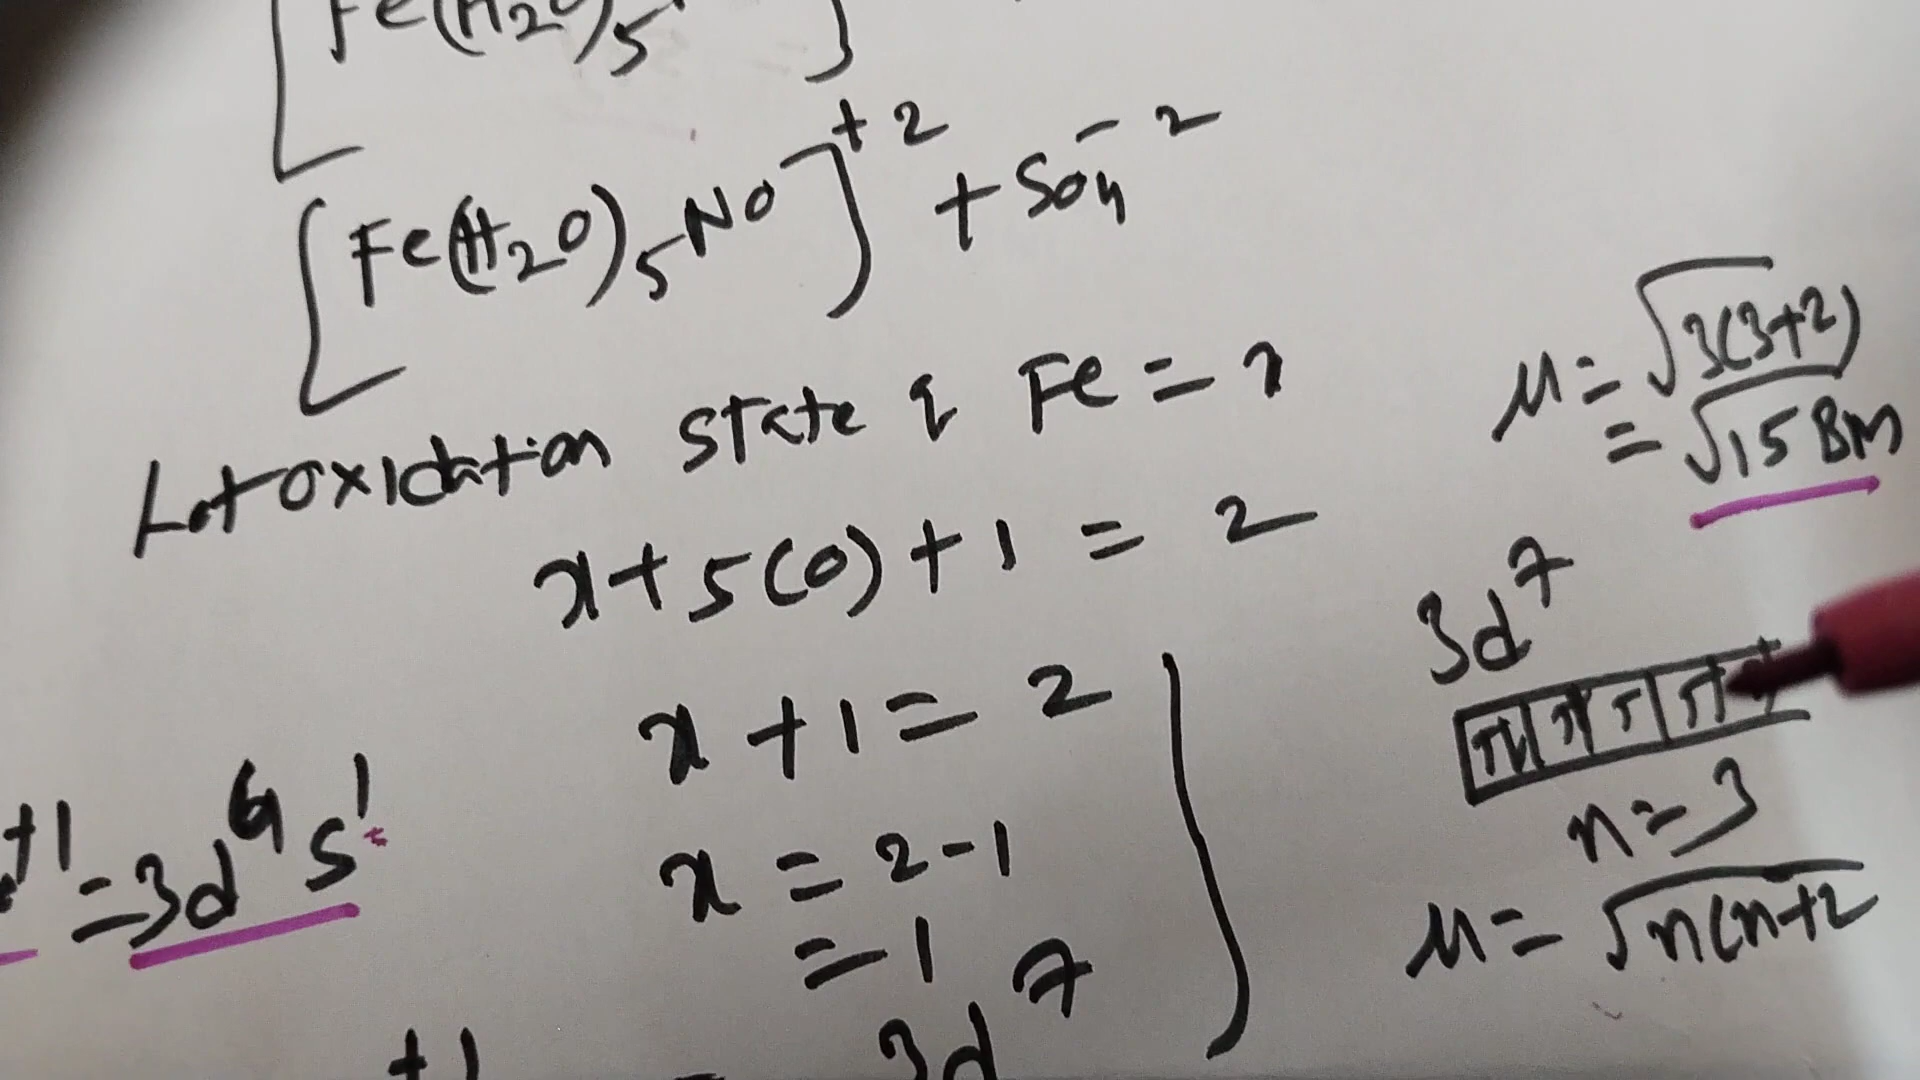 [Fe(H2O)5 ]
[Fe(H2O)5NO]+2 + SO4-2
Let oxidation state of Fe = x
x+5(0)+1 = 2
x+1=2
x = 2-1
=1
+1 = 3d7
+1 =3d6 s1
μ=√3(3+2)
=√15 BM
3d7
n=3
μ=√n(n+2